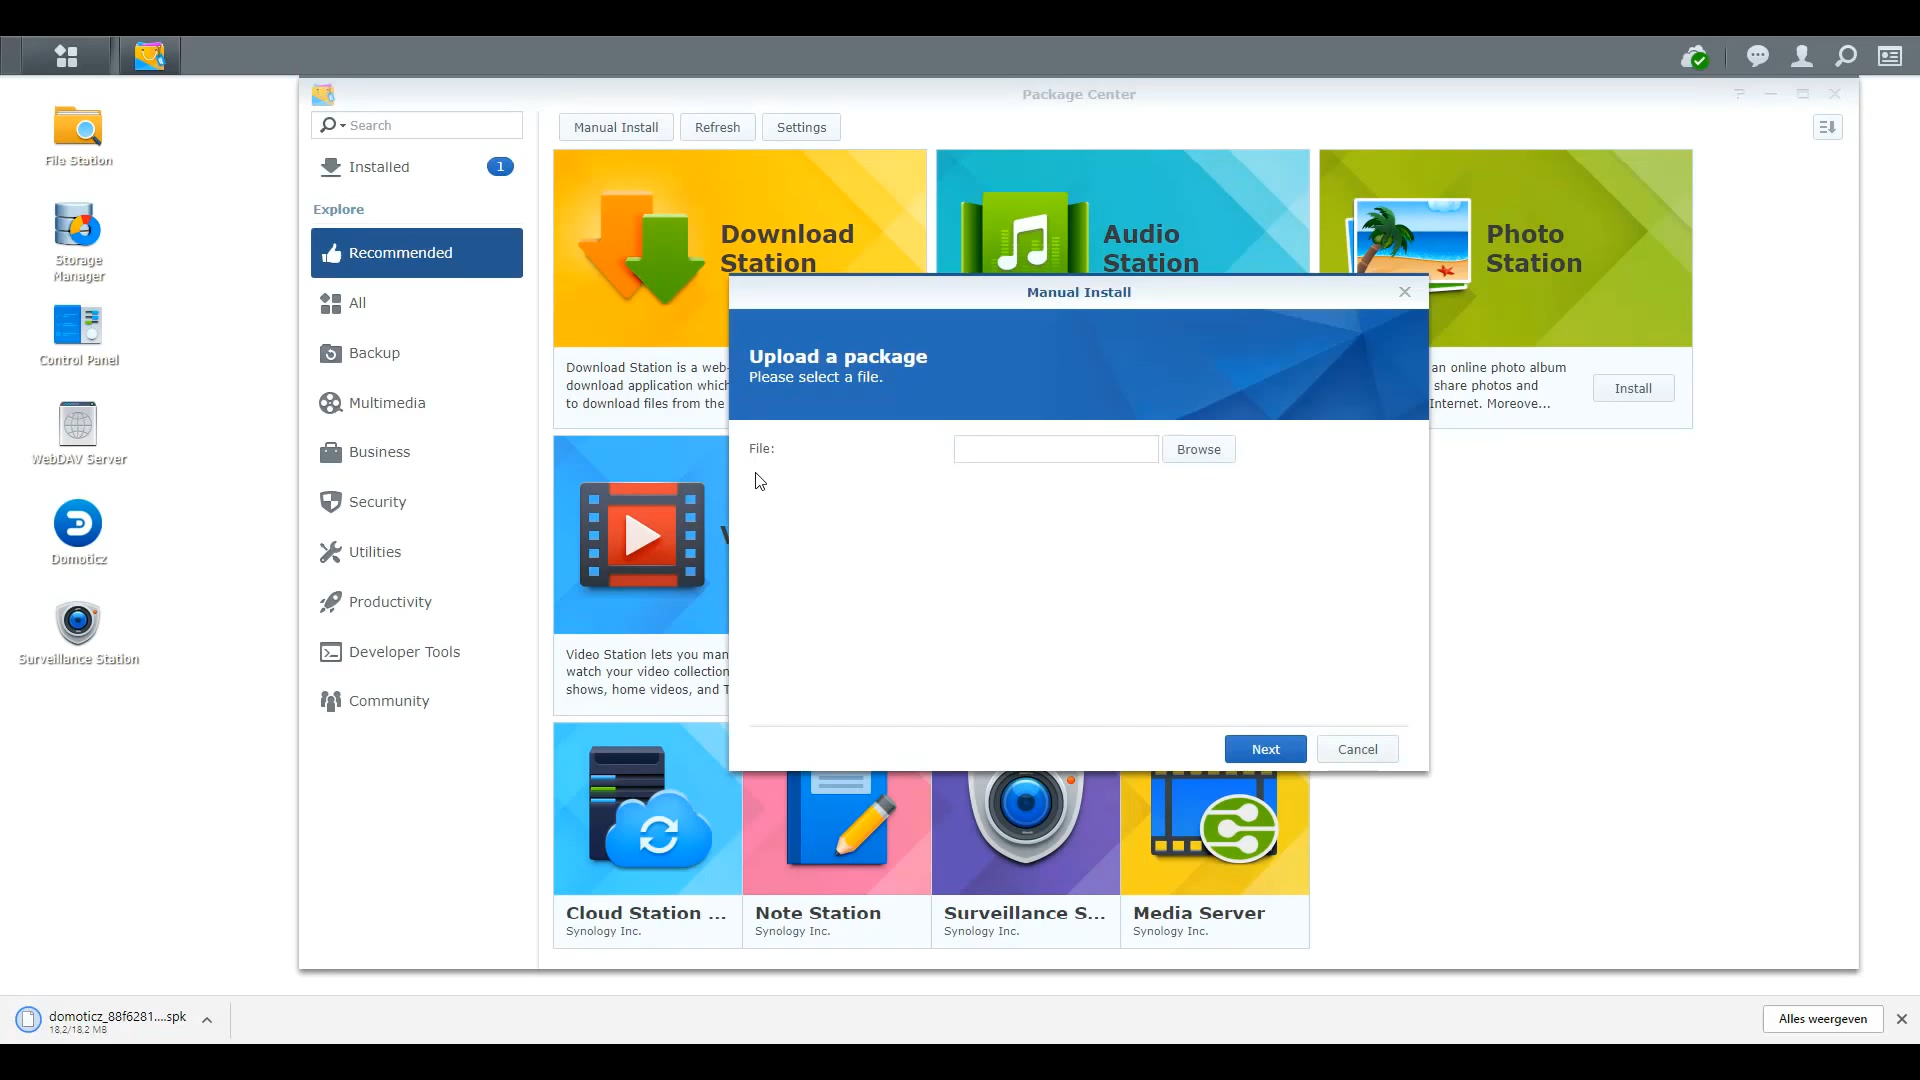 Package Center
File Station
Storage
Manager
Control Panel
WebDAV Server
Domoticz
Surveillance Station
Search
Installed
1
Explore
Recommended
All
Backup
Multimedia
Business
Security
Utilities
Productivity
Developer Tools
Community
Manual Install
Refresh
Settings
Download
Station
Audio
Station
Photo
Station
Download Station is a web-
download application which
to download files from the
an online photo album
share photos and
Internet. Moreove...
Install
Manual Install
Upload a package
Please select a file.
File:
Browse
Next
Cancel
Video Station lets you man
watch your video collection
shows, home videos, and T
Cloud Station ...
Synology Inc.
Note Station
Synology Inc.
Surveillance S...
Synology Inc.
Media Server
Synology Inc.
domoticz_88f6281....spk
18,2/18,2 MB
Alles weergeven